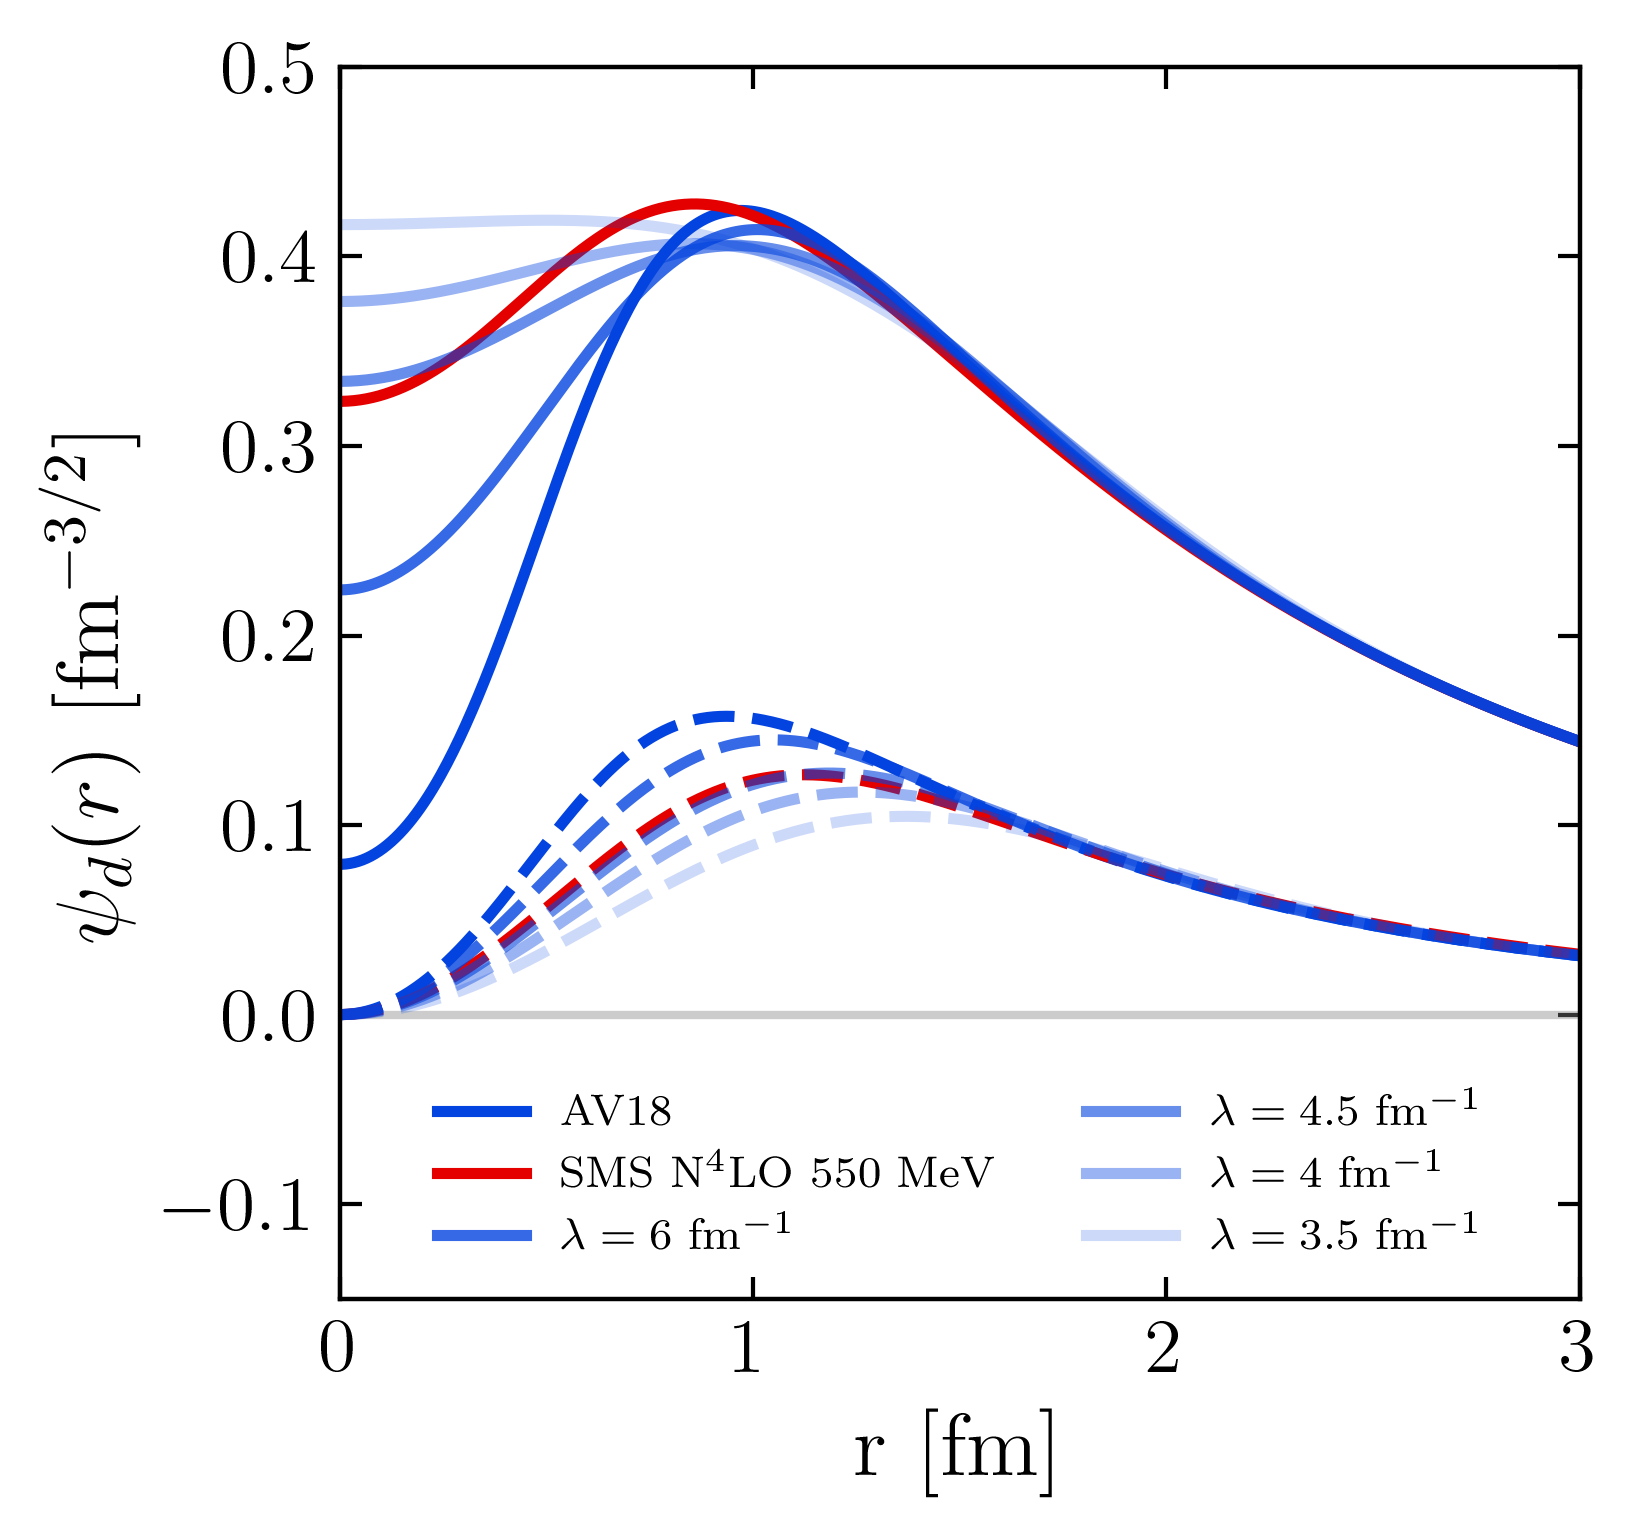 0.5
0.4
0.3
0.2
0.1
0.0
−0.1
ψ_d(r) [fm^{−3/2}]
AV18
SMS N⁴LO 550 MeV
λ = 6 fm⁻¹
λ = 4.5 fm⁻¹
λ = 4 fm⁻¹
λ = 3.5 fm⁻¹
0 1 2 3
r [fm]